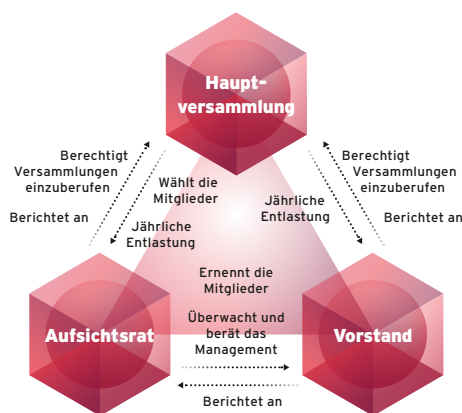 Haupt-
versammlung
Berechtigt
Versammlungen
einzuberufen
Berichtet an
Wählt die
Mitglieder
Jährliche
Entlastung
Jährliche
Entlastung
Berechtigt
Versammlungen
einzuberufen
Berichtet an
Ernennt die
Mitglieder
Überwacht und
berät das
Management
Aufsichtsrat
Vorstand
Berichtet an